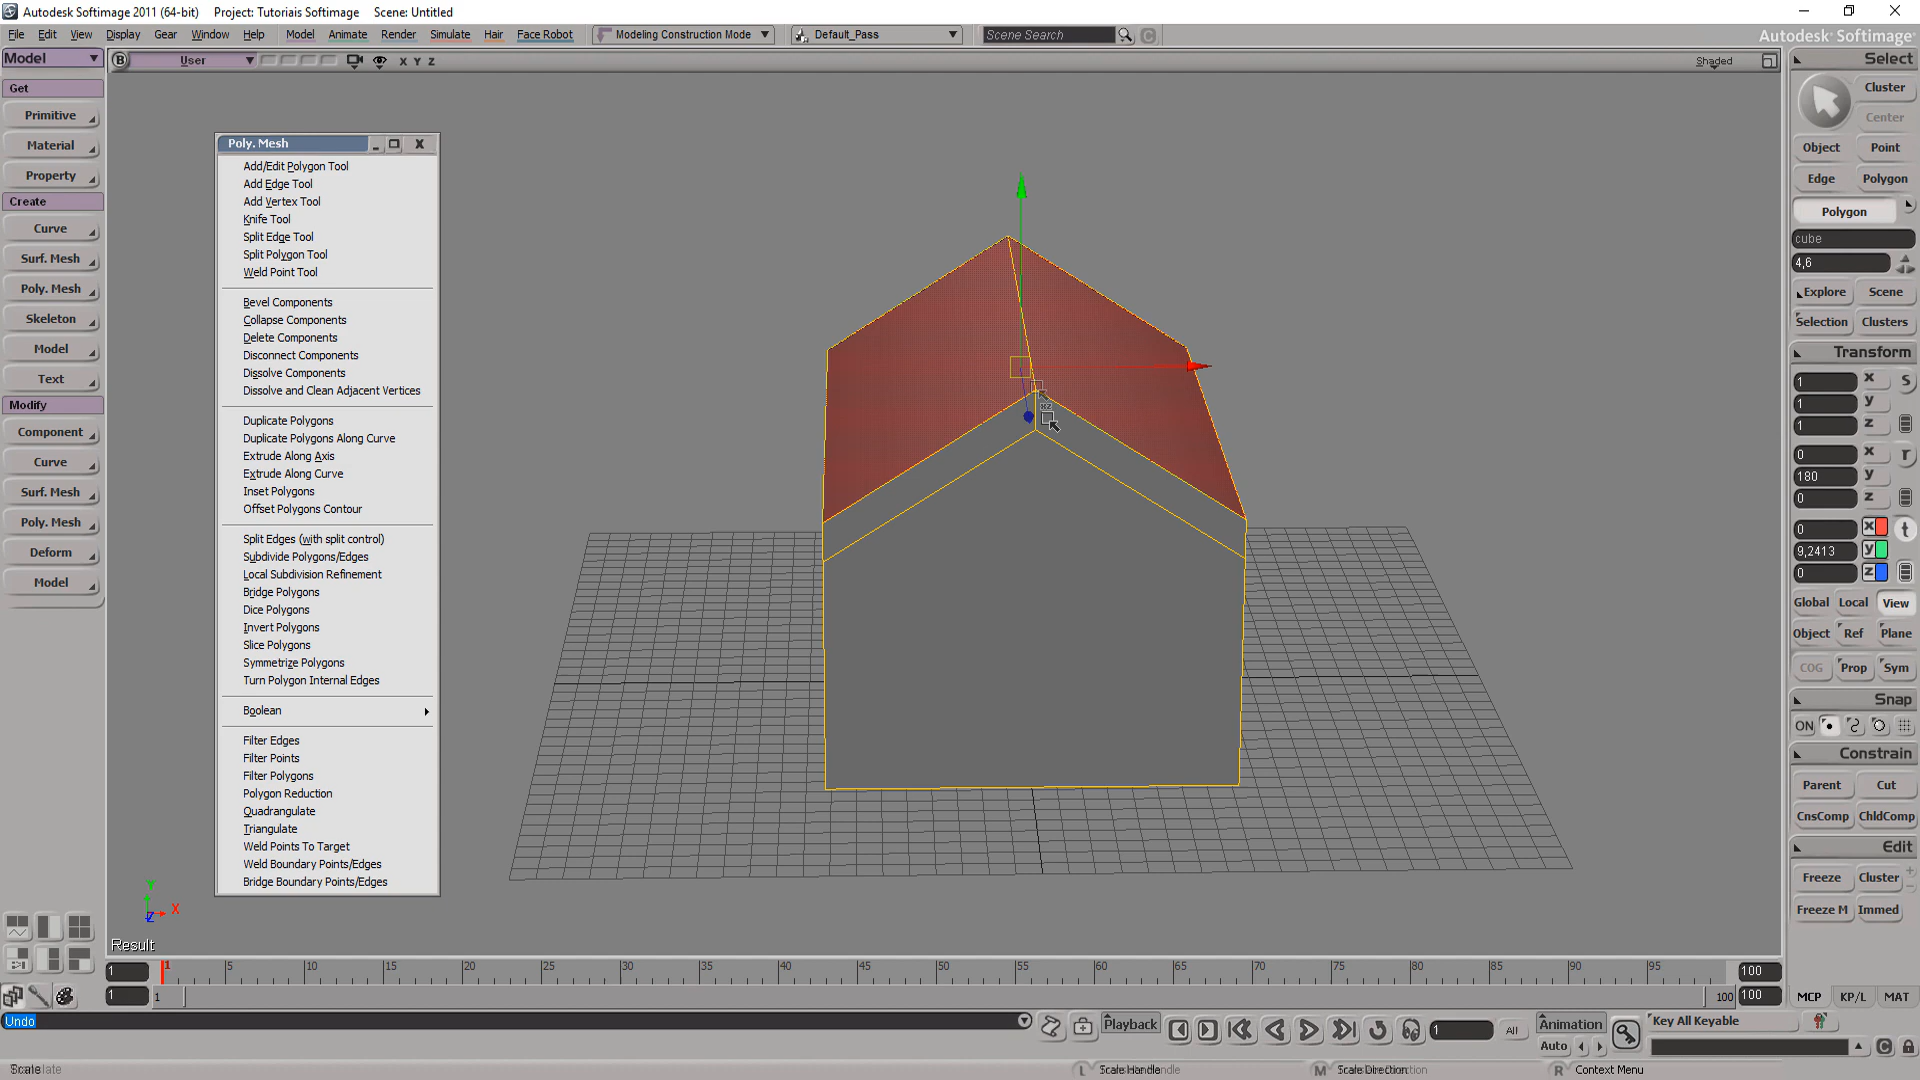 Autodesk Softimage 2011 (64-bit)    Project: Tutoriais Softimage    Scene: Untitled
File Edit View Display Gear Window Help Model Animate Render Simulate Hair Face Robot Modeling Construction Mode Default_Pass Scene Search C Autodesk® Softimage®
Model
B User X Y Z Shaded
Get
Primitive
Material
Property
Create
Curve
Surf. Mesh
Poly. Mesh
Skeleton
Model
Text
Modify
Component
Curve
Surf. Mesh
Poly. Mesh
Deform
Model
Poly. Mesh
Add/Edit Polygon Tool
Add Edge Tool
Add Vertex Tool
Knife Tool
Split Edge Tool
Split Polygon Tool
Weld Point Tool
Bevel Components
Collapse Components
Delete Components
Disconnect Components
Dissolve Components
Dissolve and Clean Adjacent Vertices
Duplicate Polygons
Duplicate Polygons Along Curve
Extrude Along Axis
Extrude Along Curve
Inset Polygons
Offset Polygons Contour
Split Edges (with split control)
Subdivide Polygons/Edges
Local Subdivision Refinement
Bridge Polygons
Dice Polygons
Invert Polygons
Slice Polygons
Symmetrize Polygons
Turn Polygon Internal Edges
Boolean
Filter Edges
Filter Points
Filter Polygons
Polygon Reduction
Quadrangulate
Triangulate
Weld Points To Target
Weld Boundary Points/Edges
Bridge Boundary Points/Edges
Y
Z X
Result
Select
Cluster
Center
Object Point
Edge Polygon
Polygon
cube
4,6
Explore Scene
Selection Clusters
Transform
1 x s
1 y
1 z
0 x r
180 y
0 z
0 x t
9,2413 y
0 z
Global Local View
Object Ref Plane
COG Prop Sym
Snap
ON
Constrain
Parent Cut
CnsComp ChldComp
Edit
Freeze Cluster + -
Freeze M Immed
1 1 5 10 15 20 25 30 35 40 45 50 55 60 65 70 75 80 85 90 95 100
1 1 100 100 MCP KP/L MAT
Undo Playback 1 All Animation Key All Keyable
Auto C
L M R Context Menu